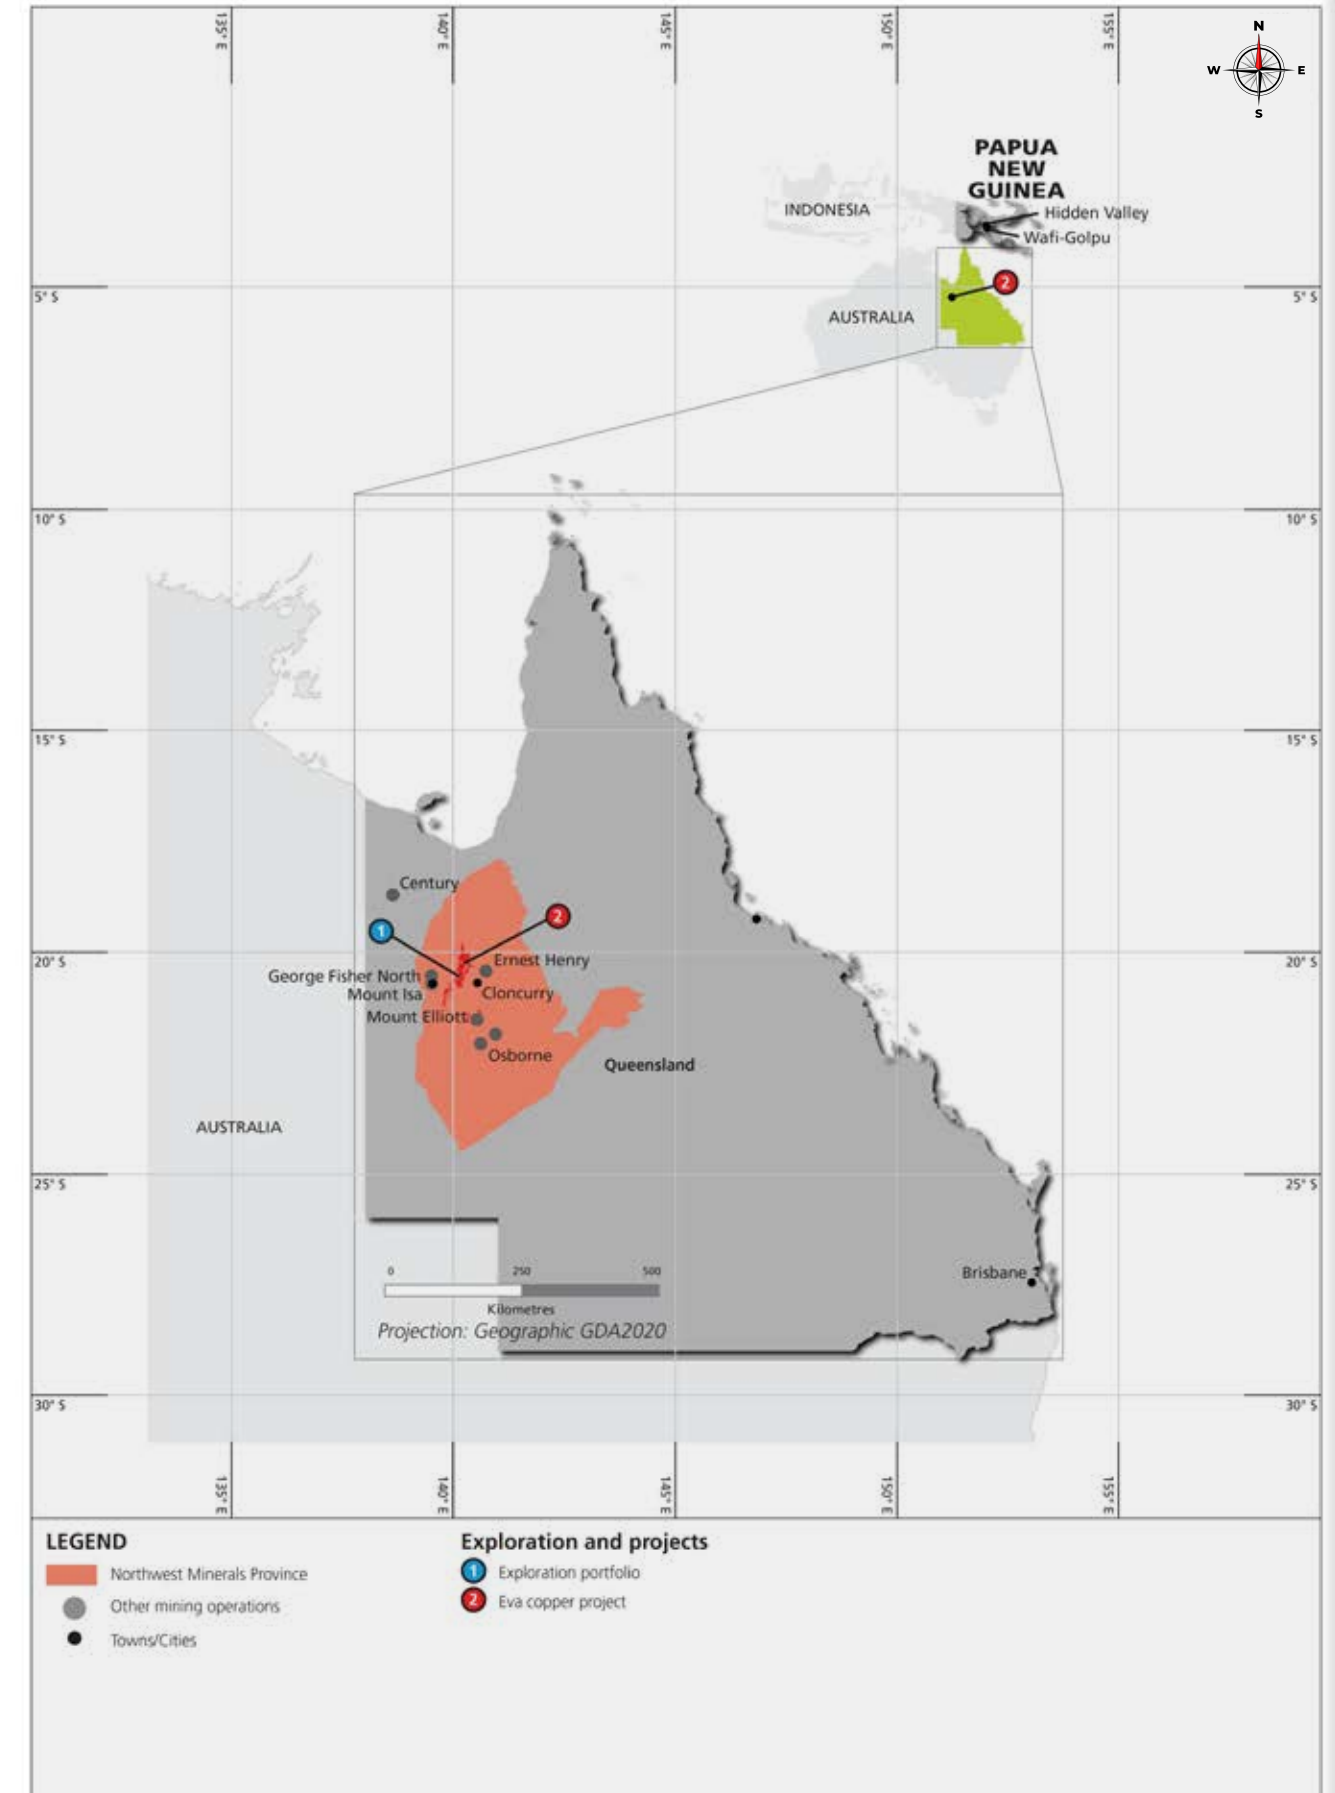 135° E
140° E
145° E
150° E
155° E
N
W
E
S
PAPUA
NEW
GUINEA
INDONESIA
Hidden Valley
Wafi-Golpu
2
5° S
5° S
AUSTRALIA
10° S
10° S
15° S
15° S
Century
1
2
20° S
20° S
Ernest Henry
George Fisher North
Mount Isa
Cloncurry
Mount Elliott
Osborne
Queensland
AUSTRALIA
25° S
25° S
0 250 500
Brisbane
Kilometres
Projection: Geographic GDA2020
30° S
30° S
135° E
140° E
145° E
150° E
155° E
LEGEND
Northwest Minerals Province
Other mining operations
Towns/Cities
Exploration and projects
1 Exploration portfolio
2 Eva copper project